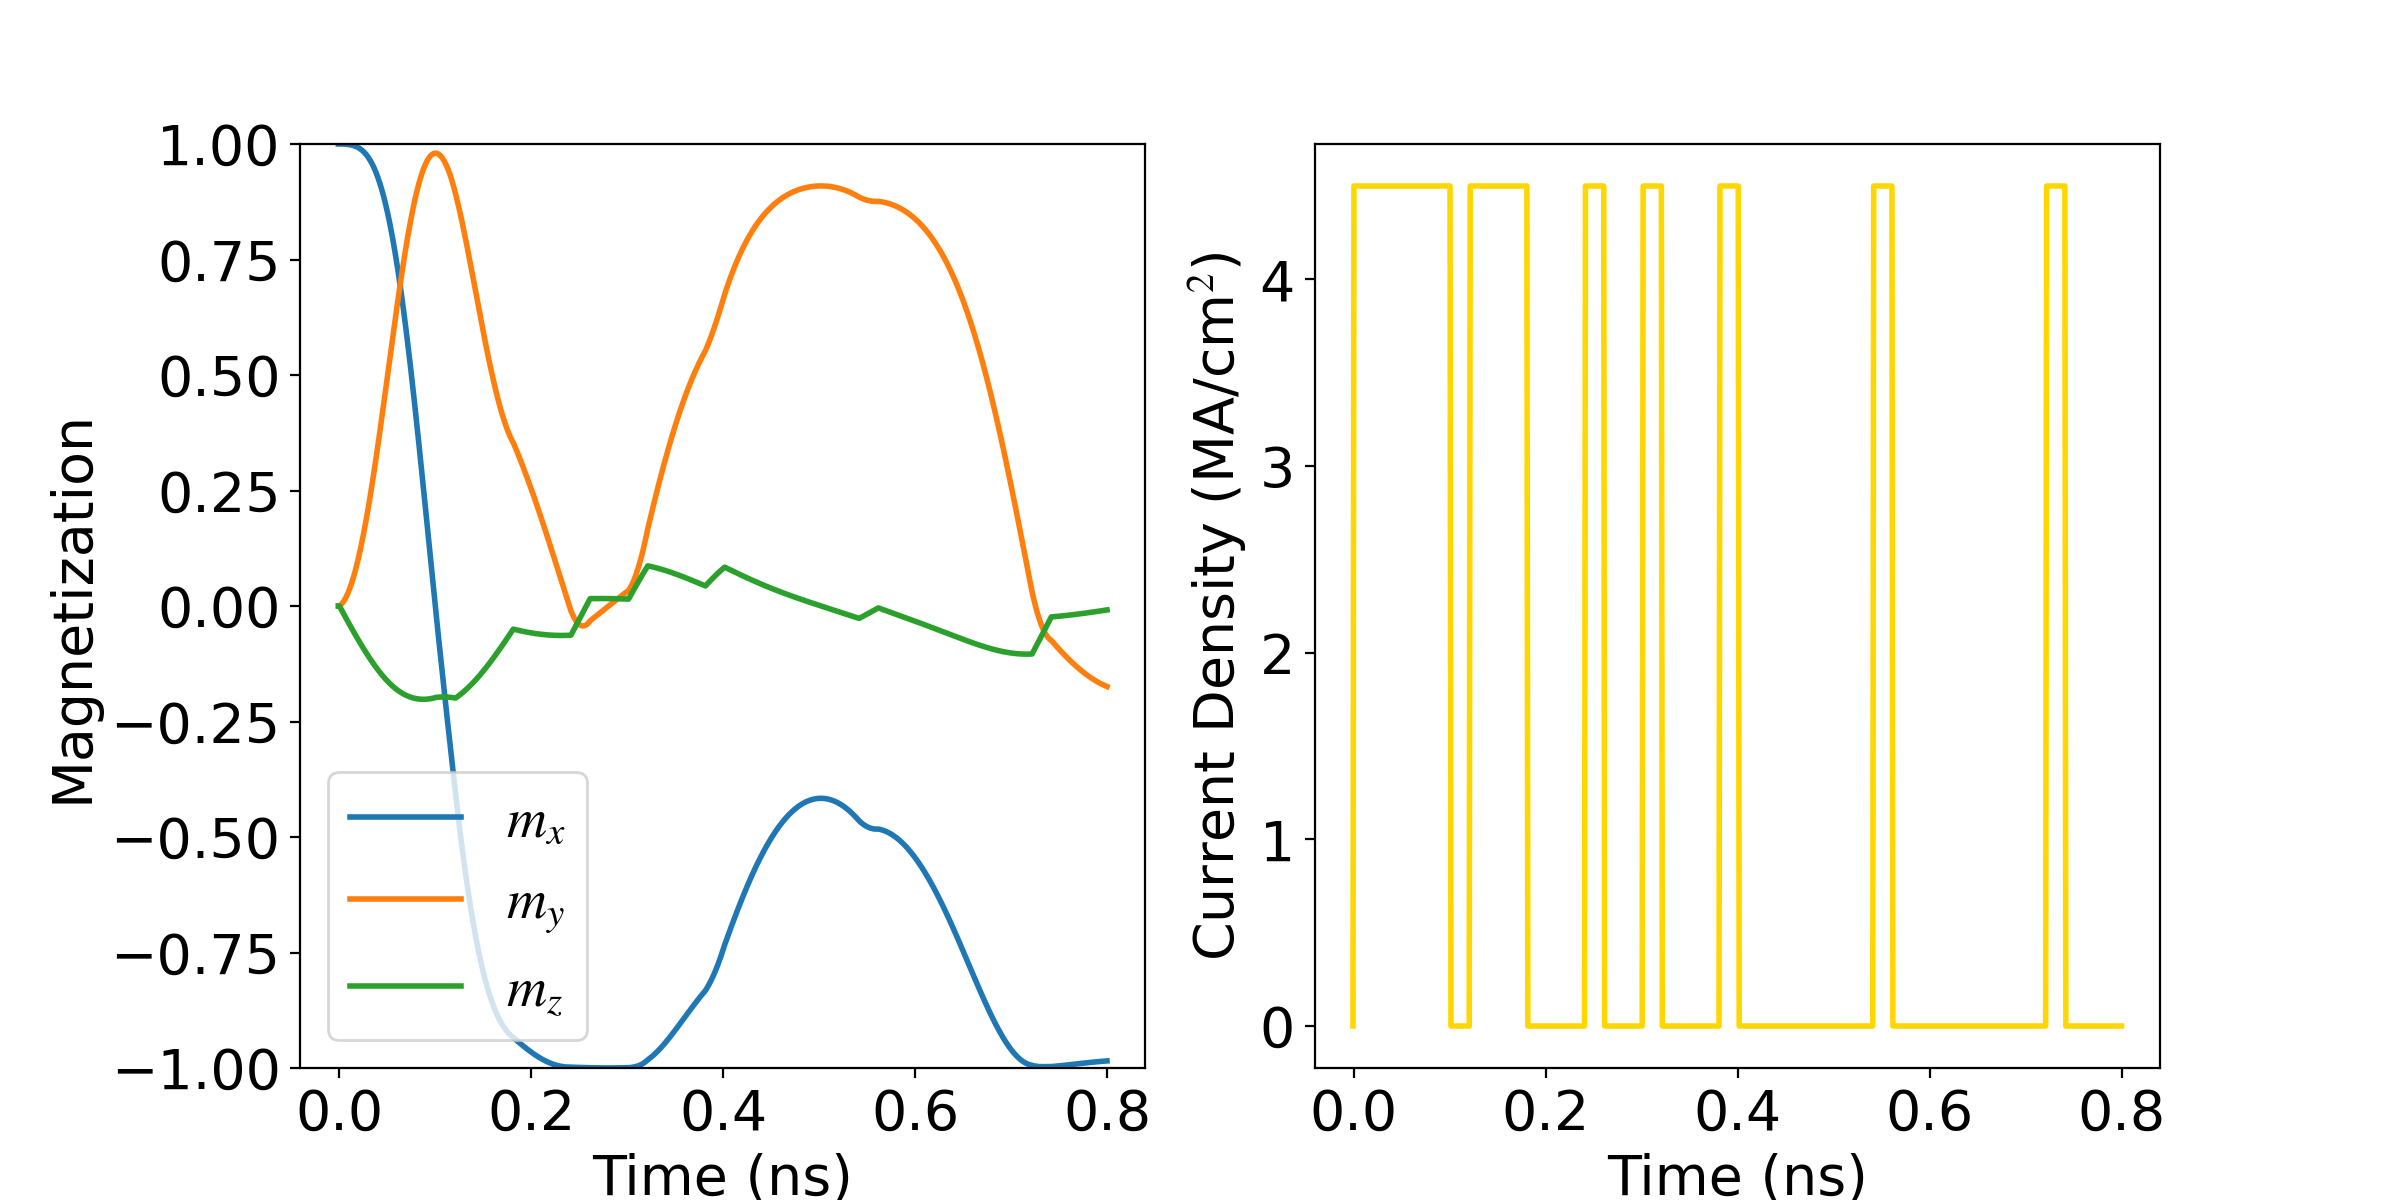 1.00
0.75
0.50
0.25
0.00
−0.25
−0.50
−0.75
−1.00
Magnetization
0.0 0.2 0.4 0.6 0.8
Time (ns)
m_x
m_y
m_z
4
3
2
1
0
Current Density (MA/cm²)
0.0 0.2 0.4 0.6 0.8
Time (ns)